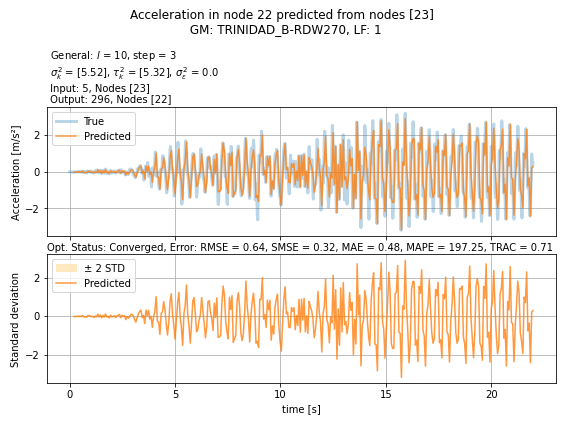 Acceleration in node 22 predicted from nodes [23]
GM: TRINIDAD_B-RDW270, LF: 1
General: l = 10, step = 3
σ²ₖ = [5.52], τ²ₖ = [5.32], σ²ε = 0.0
Input: 5, Nodes [23]
Output: 296, Nodes [22]
True
Predicted
Acceleration [m/s²]
2
0
−2
Opt. Status: Converged, Error: RMSE = 0.64, SMSE = 0.32, MAE = 0.48, MAPE = 197.25, TRAC = 0.71
± 2 STD
Predicted
Standard deviation
2
0
−2
0 5 10 15 20
time [s]